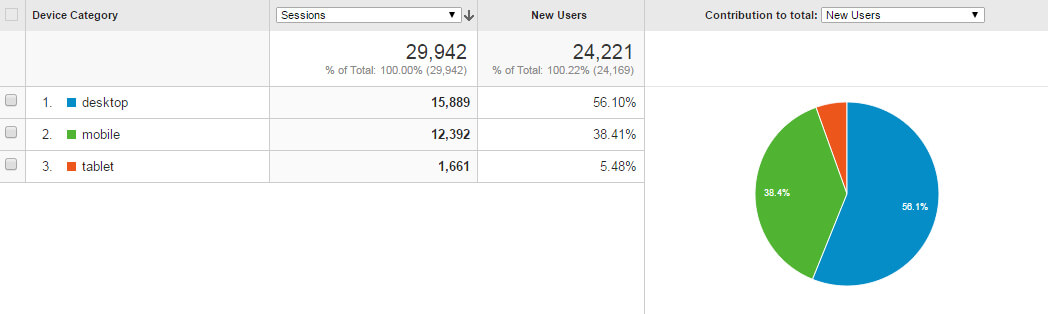 Device Category Sessions New Users Contribution to total: New Users
29,942 24,221
% of Total: 100.00% (29,942) % of Total: 100.22% (24,169)
1. desktop 15,889 56.10%
2. mobile 12,392 38.41%
3. tablet 1,661 5.48%
38.4%
56.1%